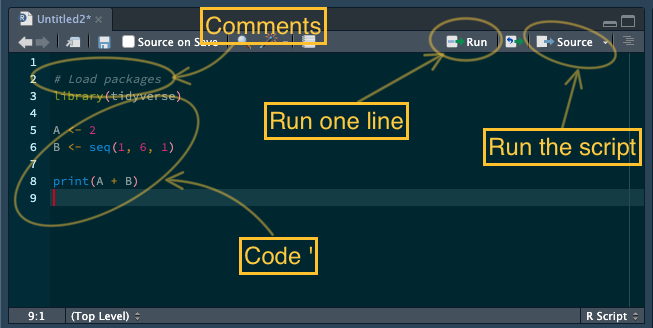 Untitled2*
Comments
Source on Save
Run
Source
1
2 # Load packages
3 library(tidyverse)
4
5 A <- 2
6 B <- seq(1, 6, 1)
7
8 print(A + B)
9
Run one line
Run the script
Code '
9:1 (Top Level) R Script